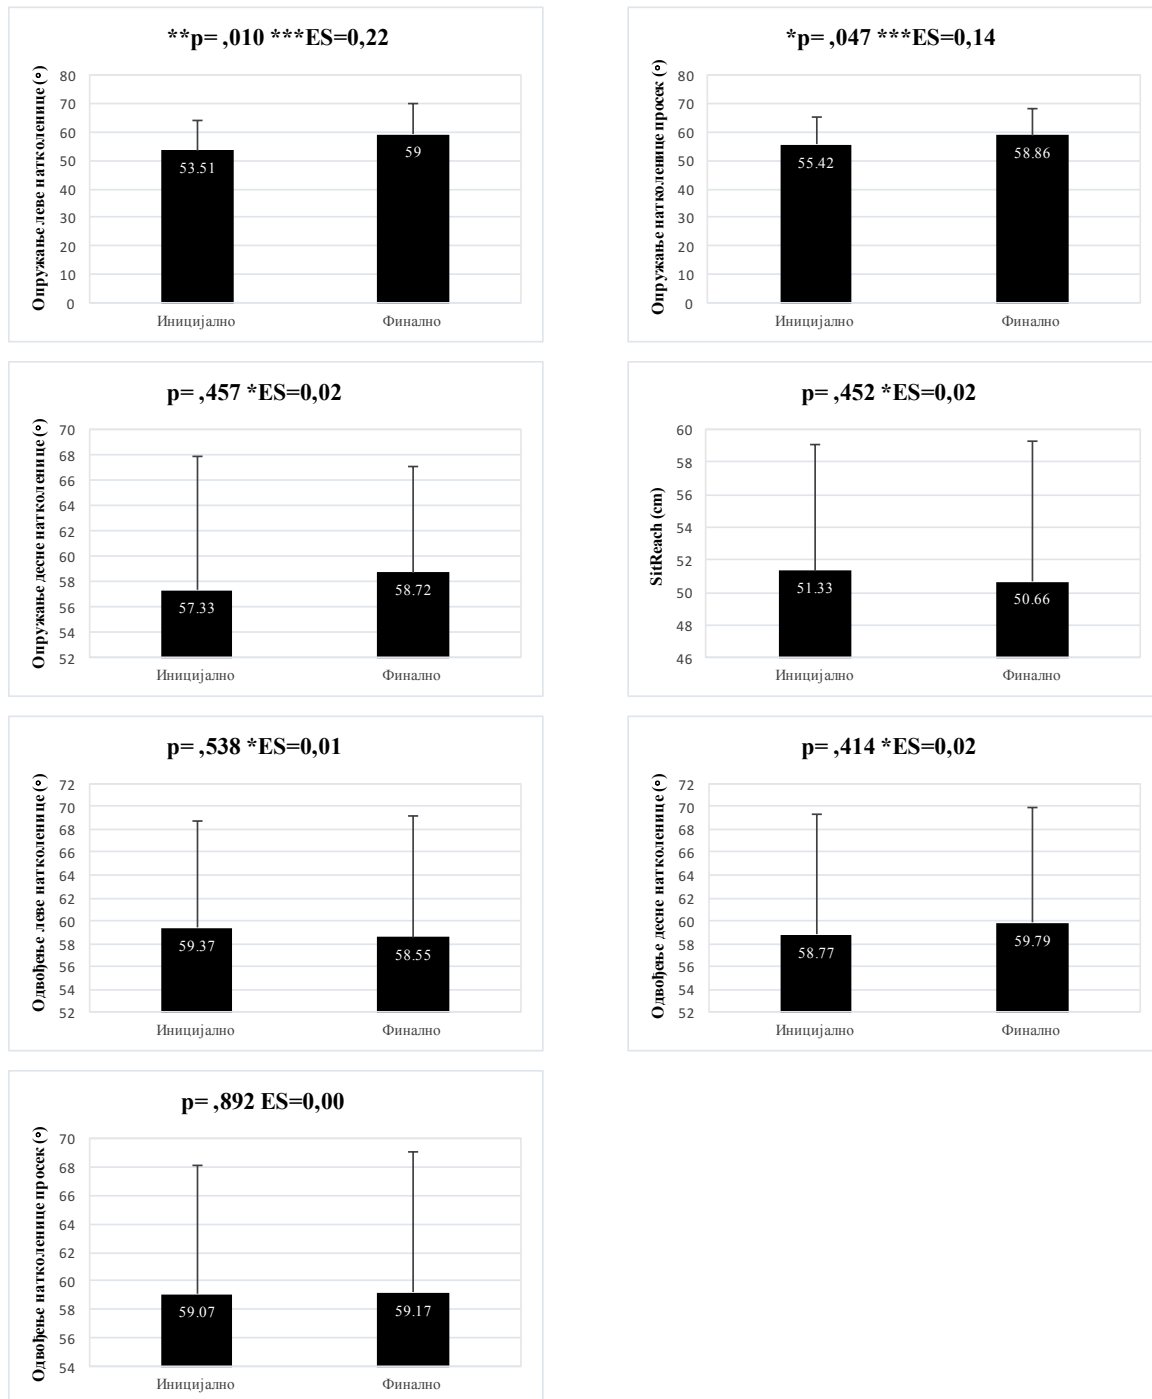 **p= ,010 ***ES=0,22
Опружање леве натколенице (°)
80
70
60
50
40
30
20
10
0
53.51
59
Иницијално
Финално
*p= ,047 ***ES=0,14
Опружање натколенице просек (°)
80
70
60
50
40
30
20
10
0
55.42
58.86
Иницијално
Финално
p= ,457 *ES=0,02
Опружање десне натколенице (°)
70
68
66
64
62
60
58
56
54
52
57.33
58.72
Иницијално
Финално
p= ,452 *ES=0,02
SitReach (cm)
60
58
56
54
52
50
48
46
51.33
50.66
Иницијално
Финално
p= ,538 *ES=0,01
Одвођење леве натколенице (°)
72
70
68
66
64
62
60
58
56
54
52
59.37
58.55
Иницијално
Финално
p= ,414 *ES=0,02
Одвођење десне натколенице (°)
72
70
68
66
64
62
60
58
56
54
52
58.77
59.79
Иницијално
Финално
p= ,892 ES=0,00
Одвођење натколенице просек (°)
70
68
66
64
62
60
58
56
54
59.07
59.17
Иницијално
Финално